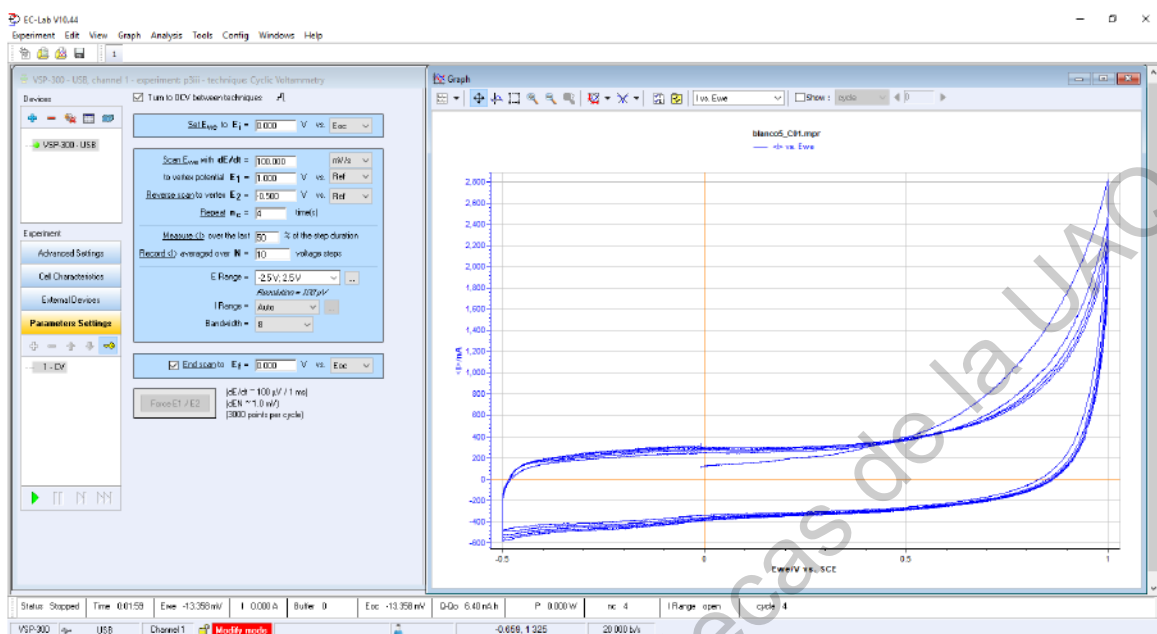 EC-Lab V10.44
Experiment Edit View Graph Analysis Tools Config Windows Help
1
VSP-300 - USB, channel 1 - experiment: p3iii - technique: Cyclic Voltammetry
Devices
Turn to OCV between techniques
VSP-300 - USB
Set Ewe to Ei = 0.000 V vs. Eoc
Scan Ewe with dE/dt = 100.000 mV/s
to vertex potential E1 = 1.000 V vs. Ref
Reverse scan to vertex E2 = -0.500 V vs. Ref
Repeat nc = 4 time(s)
Measure <I> over the last 50 % of the step duration
Record <I> averaged over N = 10 voltage steps
E Range = -2.5 V; 2.5 V ...
Resolution = 100 µV
I Range = Auto ...
Bandwidth = 8
End scan to Ef = 0.000 V vs. Eoc
Force E1 / E2
(dE/dt ~ 100 µV / 1 ms)
(dEN ~ 1.0 mV)
(3000 points per cycle)
Experiment
Advanced Settings
Cell Characteristics
External Devices
Parameters Settings
1 - CV
Graph
I vs. Ewe
Show : cycle 0
blanco5_C01.mpr
<I> vs. Ewe
2,800
2,600
2,400
2,200
2,000
1,800
1,600
1,400
1,200
1,000
800
600
400
200
0
-200
-400
-600
<I>/mA
-0.5 0 0.5 1
Ewe/V vs. SCE
Status Stopped Time 0:01:59 Ewe -13.358 mV I 0.000 A Buffer 0 Eoc -13.358 mV Q-Qo 6.40 nA.h P 0.000 W nc 4 I Range open cycle 4
VSP-300 USB Channel 1 Modify mode -0.659, 1 325 20 000 b/s
ecas de la UAQ